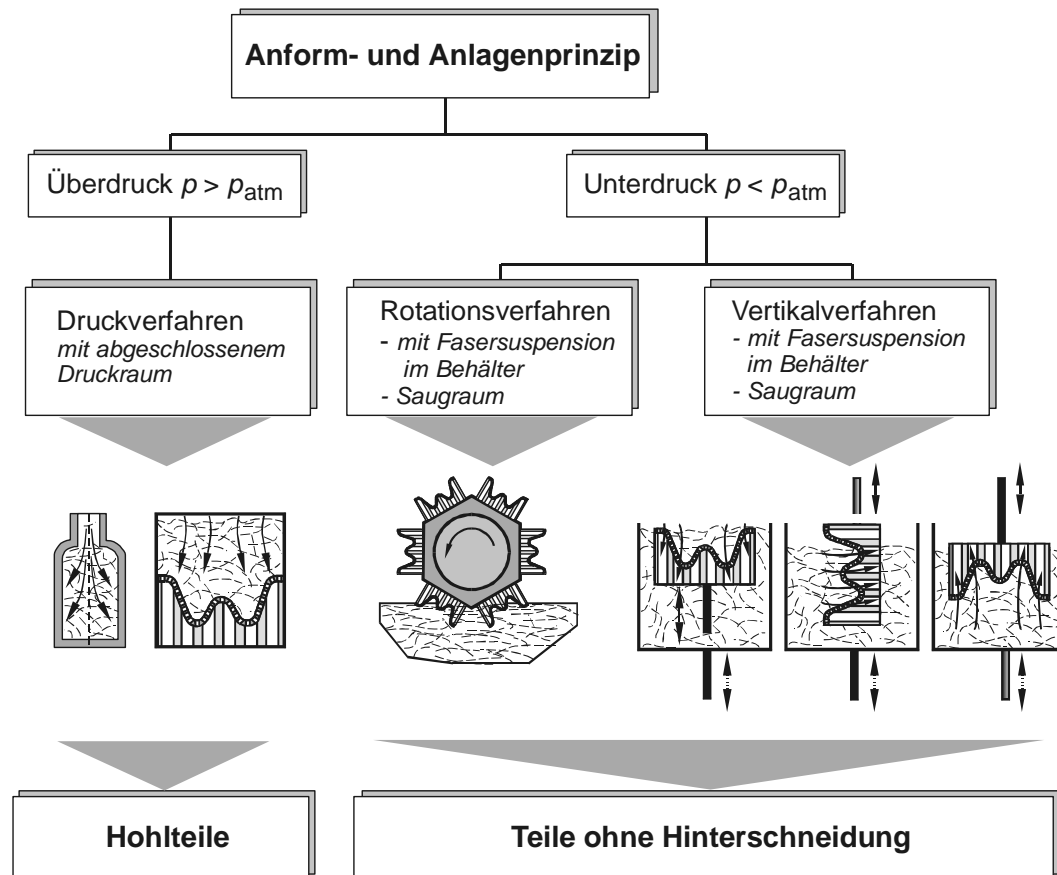 Anform- und Anlagenprinzip
Überdruck p > patm
Unterdruck p < patm
Druckverfahren
mit abgeschlossenem
Druckraum
Rotationsverfahren
- mit Fasersuspension
im Behälter
- Saugraum
Vertikalverfahren
- mit Fasersuspension
im Behälter
- Saugraum
Hohlteile
Teile ohne Hinterschneidung